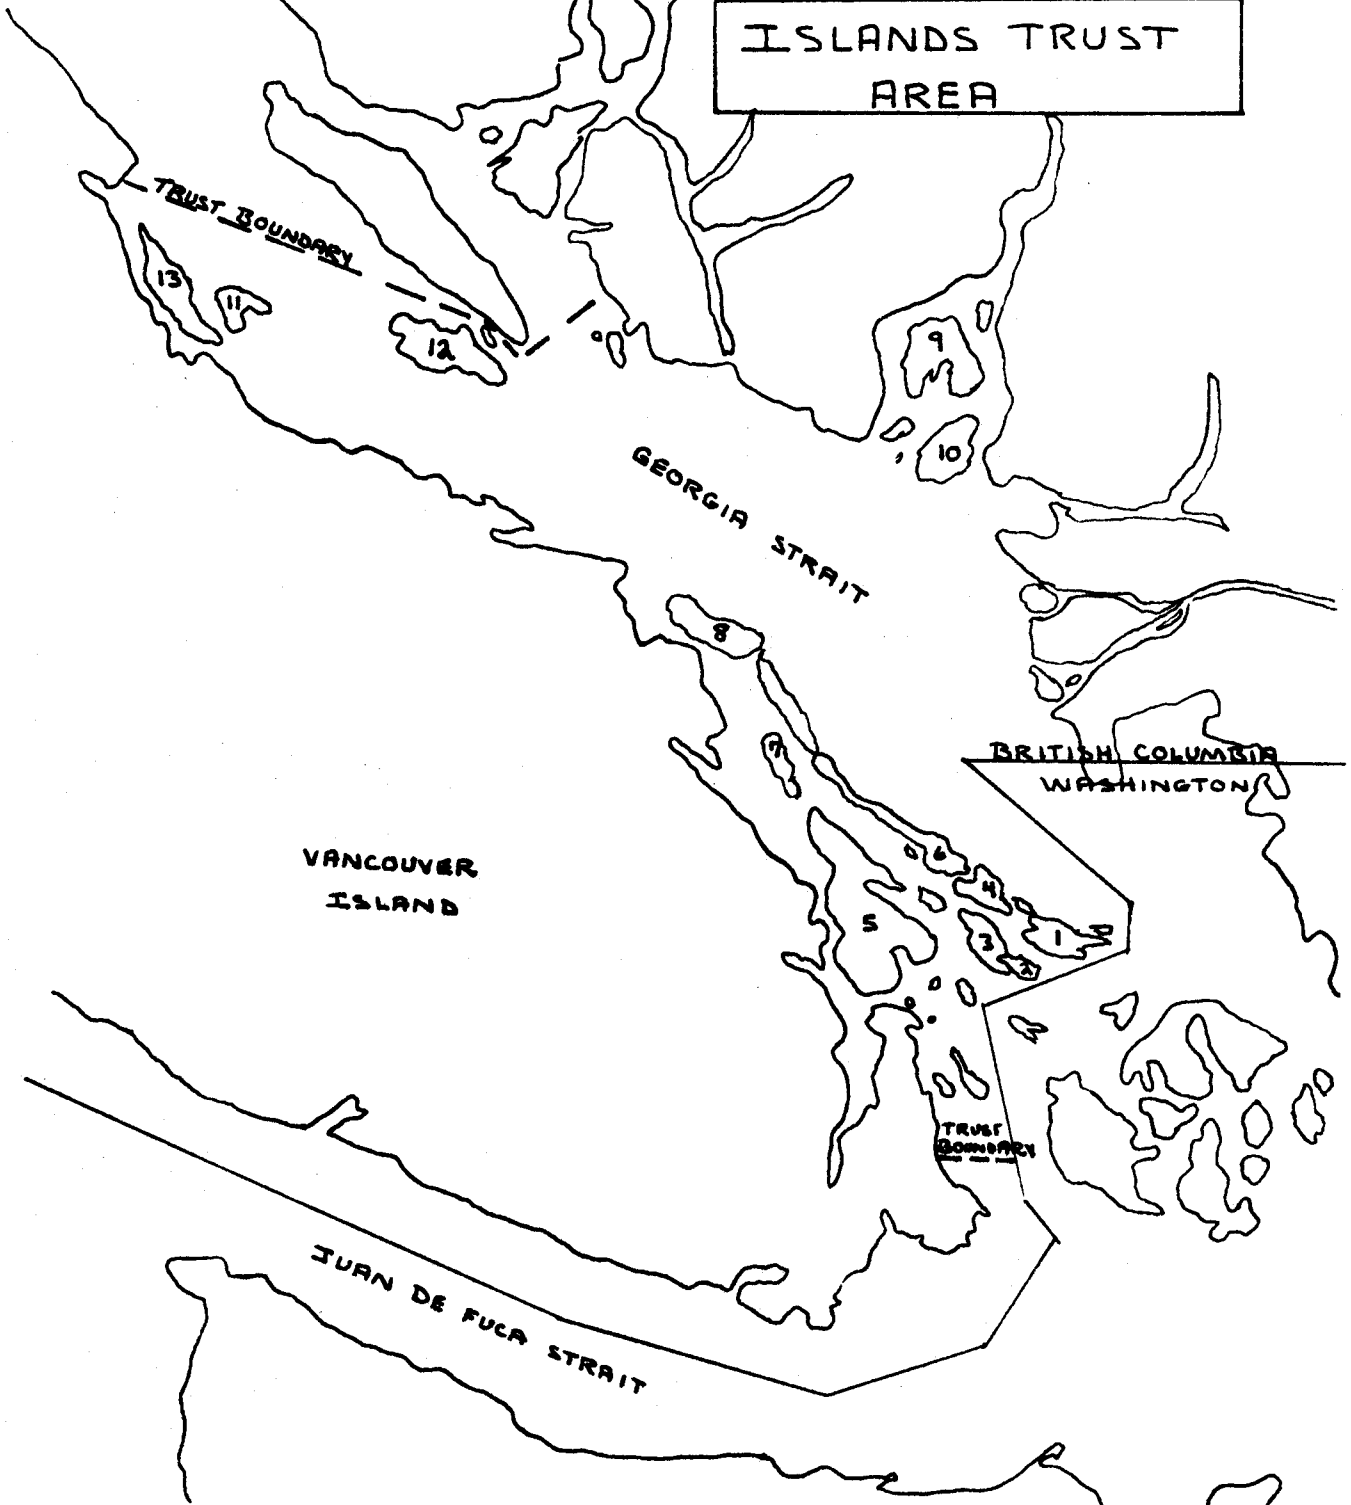 ISLANDS TRUST
AREA
TRUST BOUNDARY
13
11
12
9
10
GEORGIA STRAIT
8
7
BRITISH COLUMBIA
WASHINGTON
VANCOUVER
ISLAND
6
4
5
3
1
2
TRUST
BOUNDARY
JUAN DE FUCA STRAIT